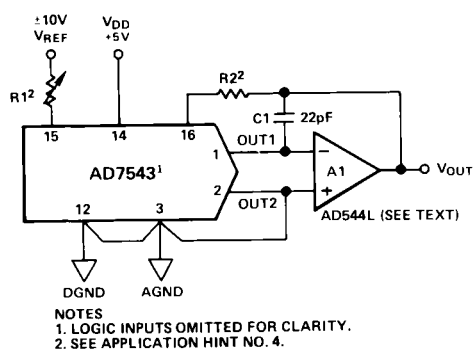 ±10V
VREF
VDD
+5V
R1²
R2²
C1
22pF
15
14
16
OUT1
1
AD7543¹
2
OUT2
12
3
−
A1
+
VOUT
AD544L (SEE TEXT)
DGND
AGND
NOTES
1. LOGIC INPUTS OMITTED FOR CLARITY.
2. SEE APPLICATION HINT NO. 4.